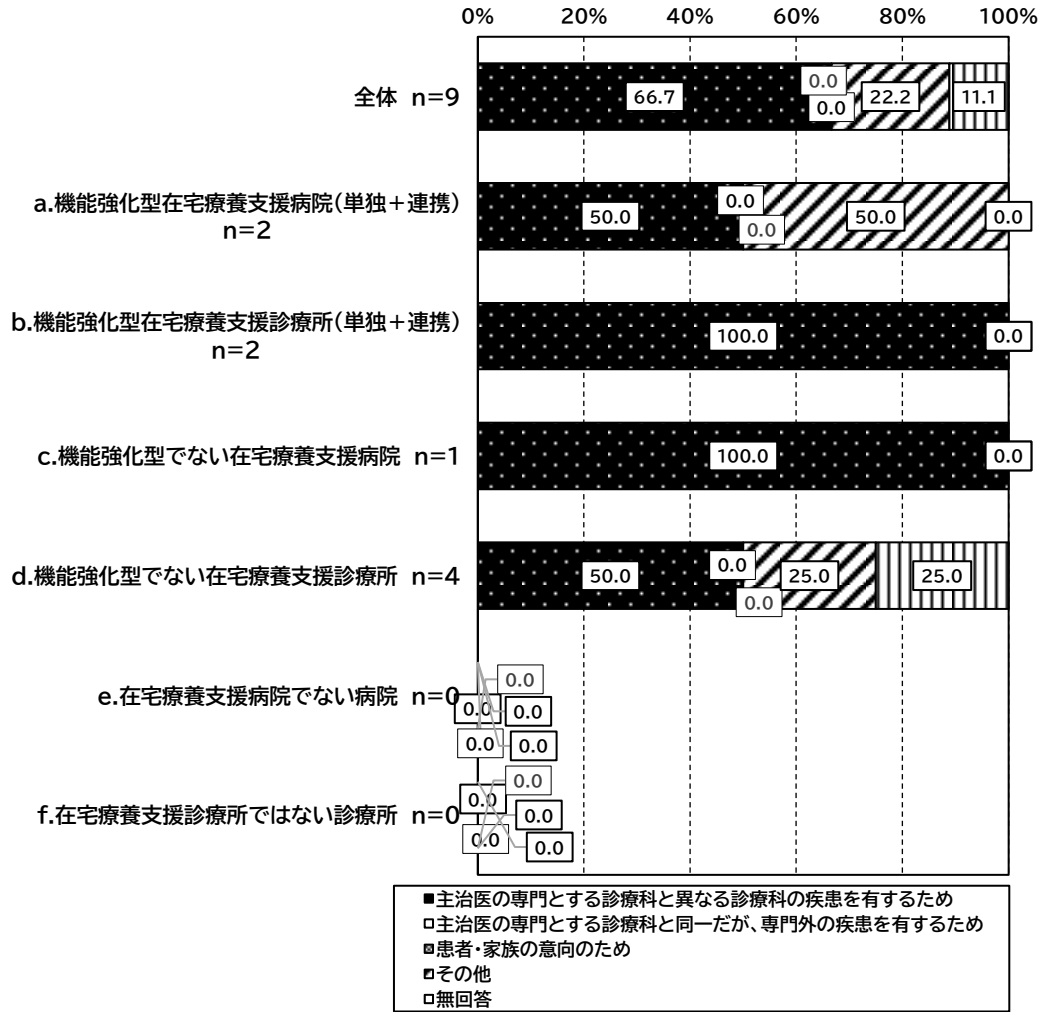 0% 20% 40% 60% 80% 100%
全体 n=9
66.7 0.0 0.0 22.2 11.1
a.機能強化型在宅療養支援病院(単独+連携)
n=2
50.0 0.0 0.0 50.0 0.0
b.機能強化型在宅療養支援診療所(単独+連携)
n=2
100.0 0.0
c.機能強化型でない在宅療養支援病院 n=1
100.0 0.0
d.機能強化型でない在宅療養支援診療所 n=4
50.0 0.0 0.0 25.0 25.0
e.在宅療養支援病院でない病院 n=0
0.0 0.0 0.0 0.0 0.0
f.在宅療養支援診療所ではない診療所 n=0
0.0 0.0 0.0 0.0 0.0
主治医の専門とする診療科と異なる診療科の疾患を有するため
主治医の専門とする診療科と同一だが、専門外の疾患を有するため
患者・家族の意向のため
その他
無回答